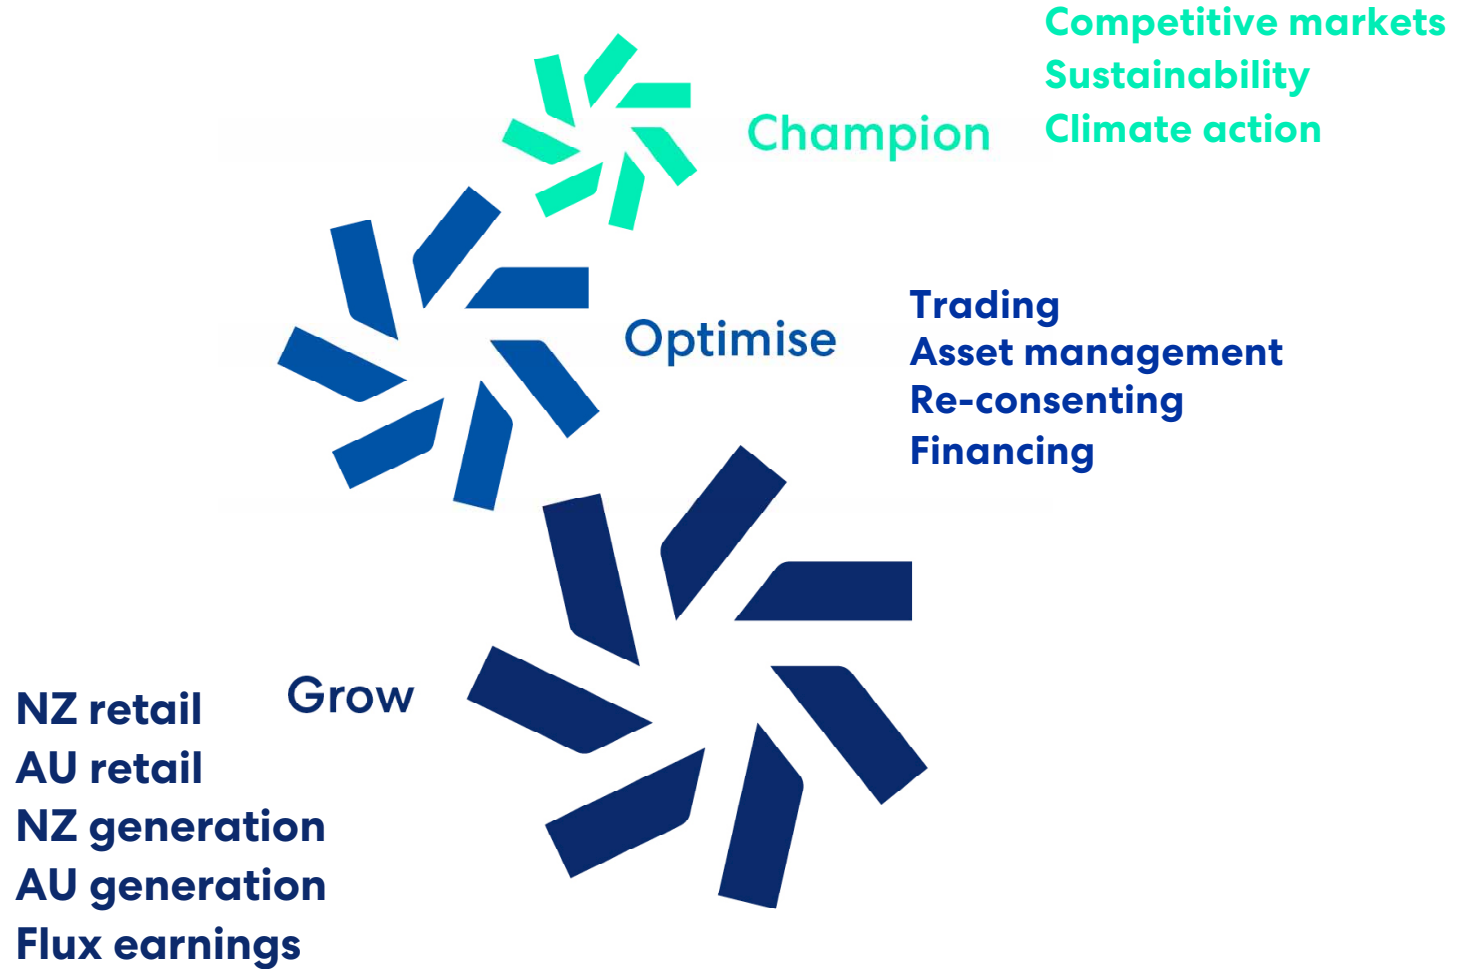 Competitive markets
Sustainability
Climate action
Champion
Optimise
Trading
Asset management
Re-consenting
Financing
Grow
NZ retail
AU retail
NZ generation
AU generation
Flux earnings